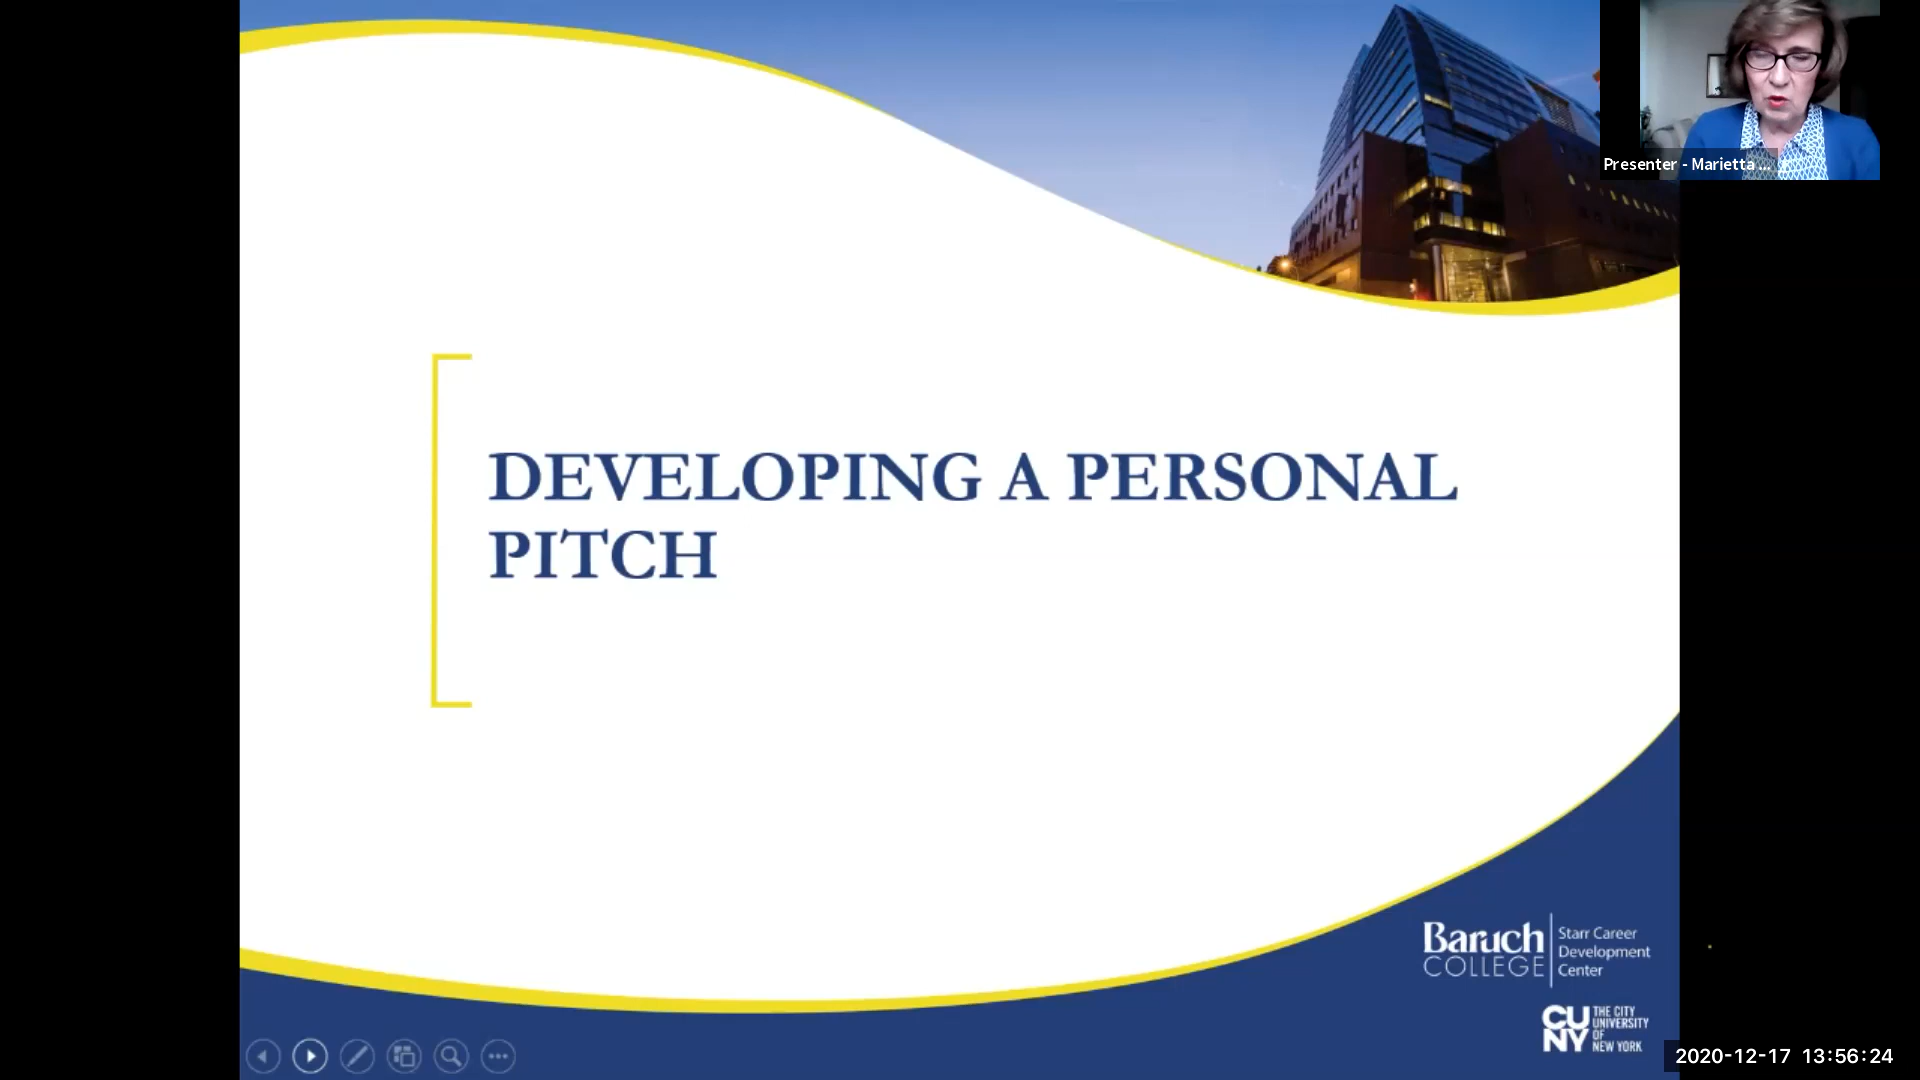 Presenter - Marietta ...
DEVELOPING A PERSONAL
PITCH
Baruch
COLLEGE
Starr Career
Development
Center
CU
NY
THE CITY
UNIVERSITY
OF
NEW YORK
2020-12-17 13:56:24